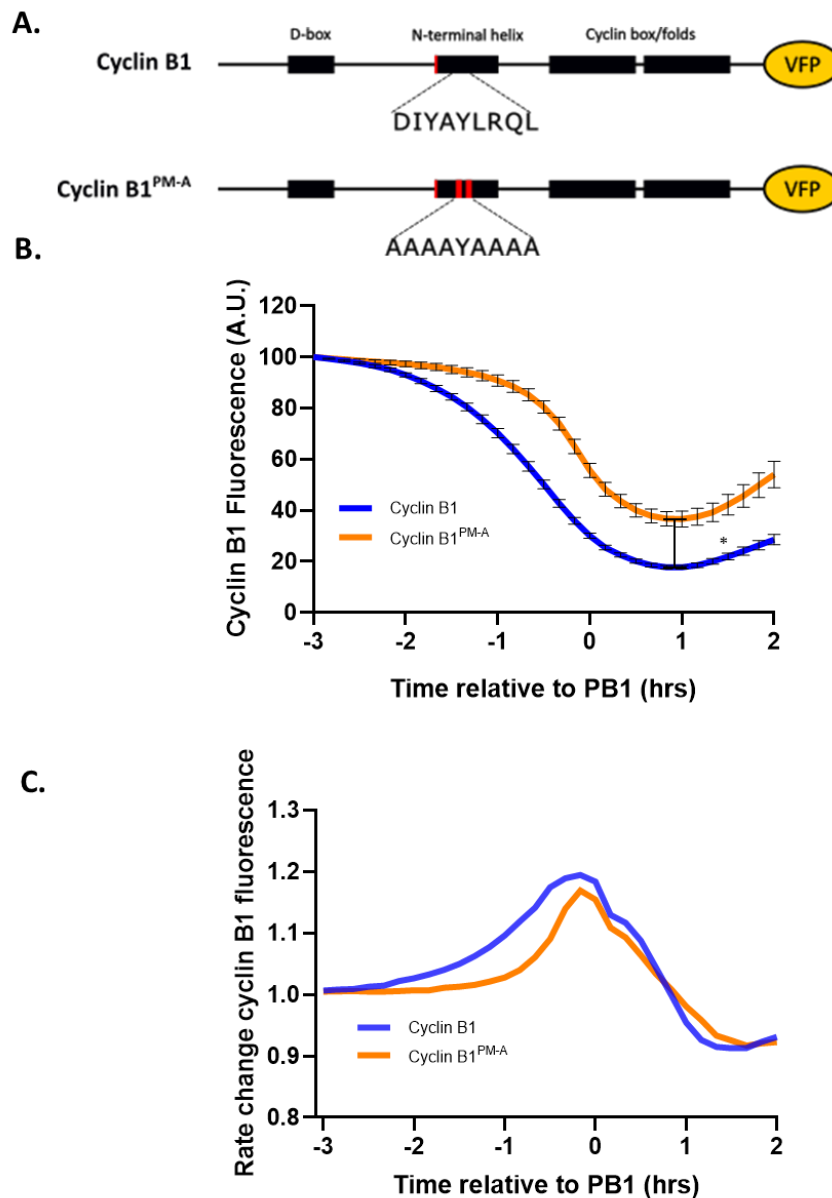 A.
D-box
N-terminal helix
Cyclin box/folds
Cyclin B1
VFP
DIYAYLRQL
Cyclin B1PM-A
VFP
AAAAYAAAA
B.
Cyclin B1 Fluorescence (A.U.)
120
100
80
60
40
20
0
Cyclin B1
Cyclin B1PM-A
*
-3
-2
-1
0
1
2
Time relative to PB1 (hrs)
C.
Rate change cyclin B1 fluorescence
1.3
1.2
1.1
1.0
0.9
0.8
Cyclin B1
Cyclin B1PM-A
-3
-2
-1
0
1
2
Time relative to PB1 (hrs)